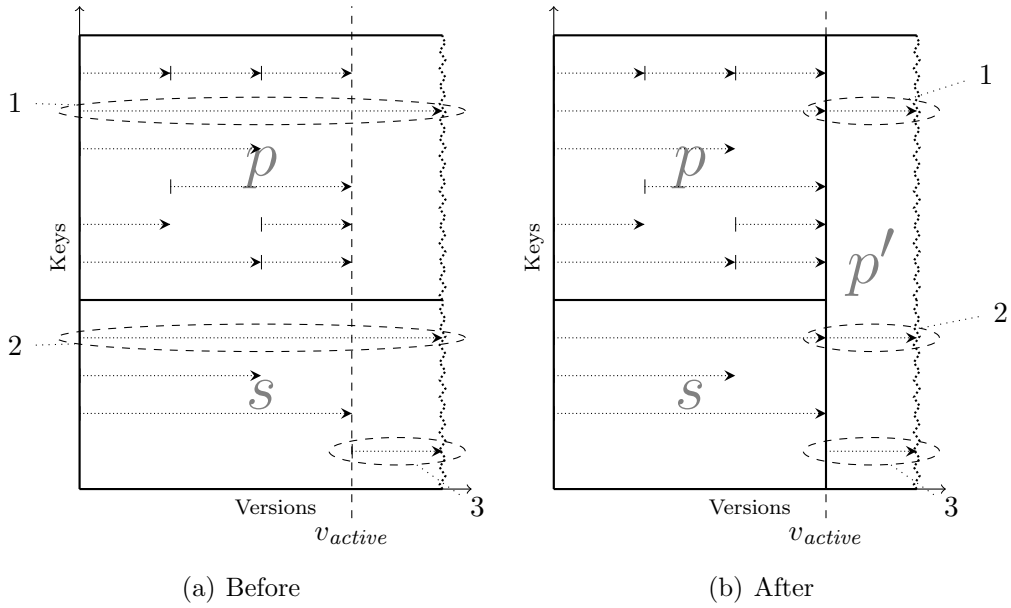 1
2
3
p
s
Keys
Versions
v_active
(a) Before
1
2
3
p
p′
s
Keys
Versions
v_active
(b) After